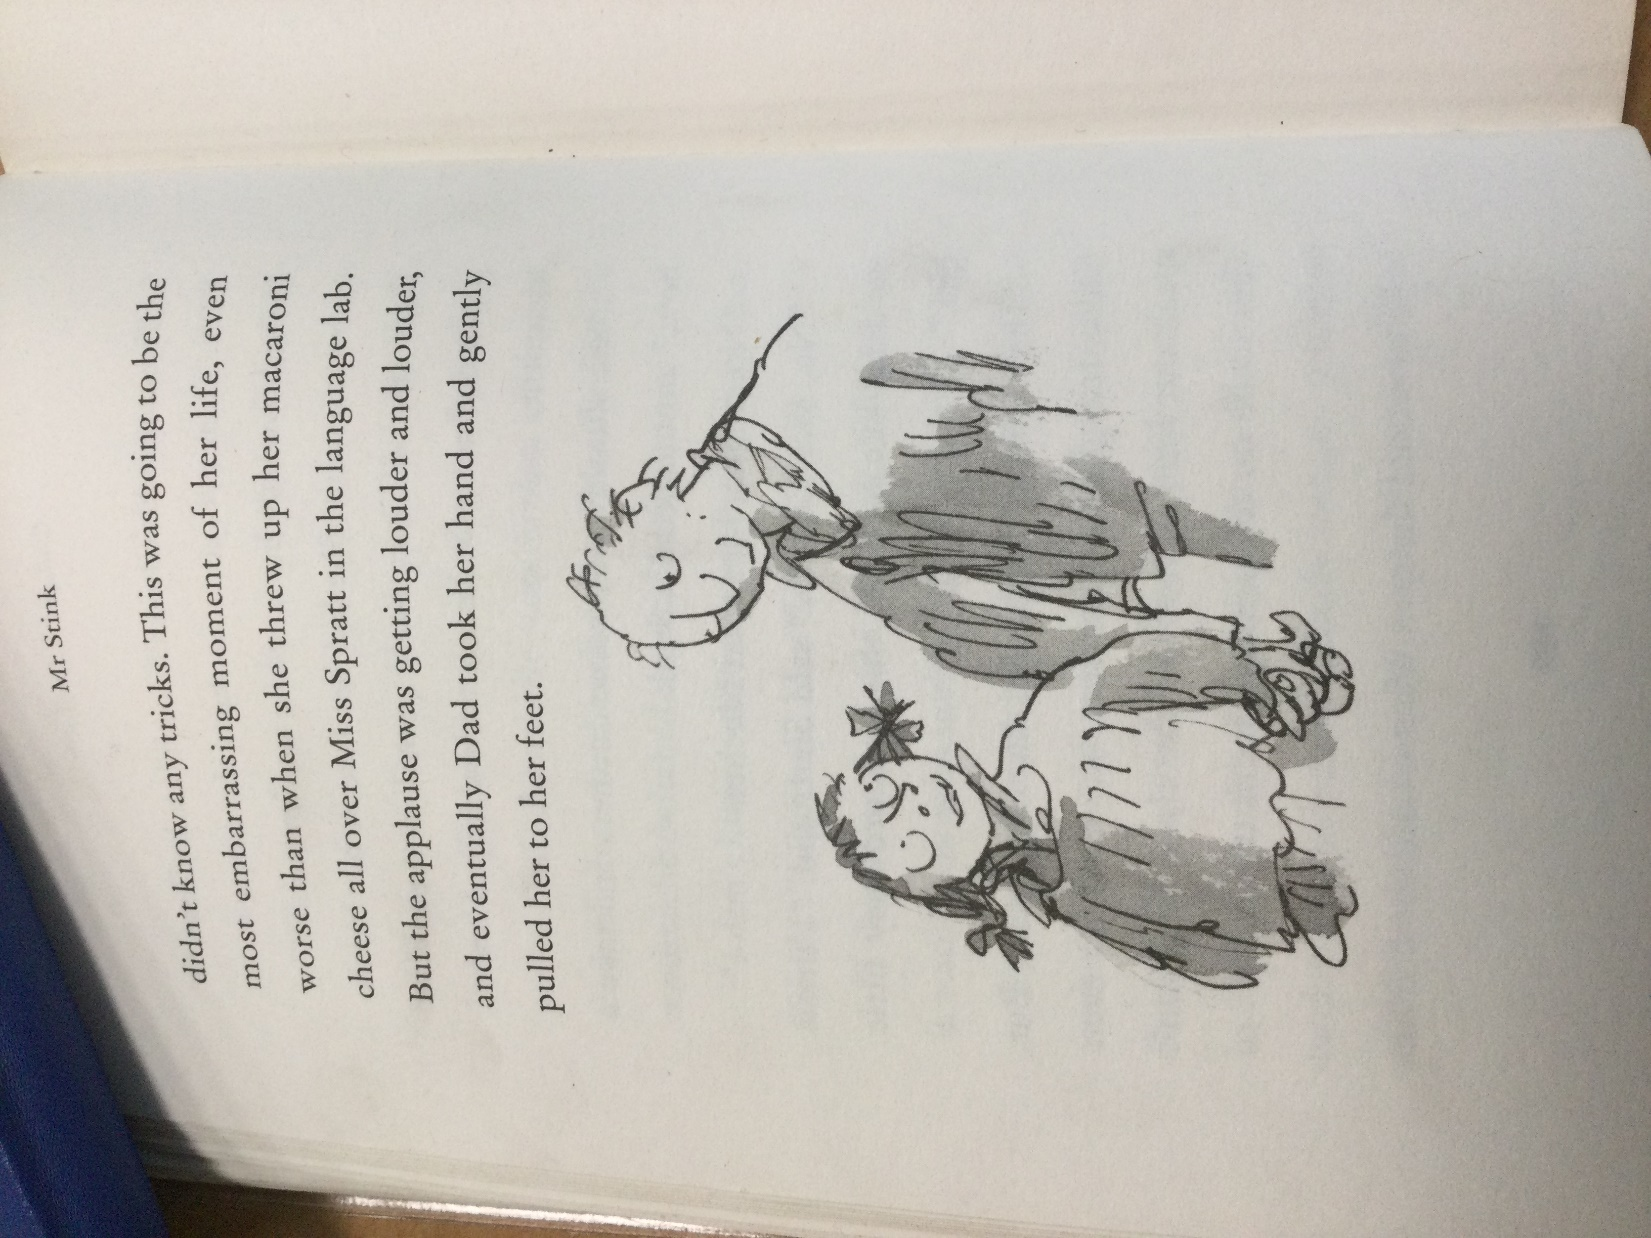 Mr Stink
didn't know any tricks. This was going to be the
most embarrassing moment of her life, even
worse than when she threw up her macaroni
cheese all over Miss Spratt in the language lab.
But the applause was getting louder and louder,
and eventually Dad took her hand and gently
pulled her to her feet.